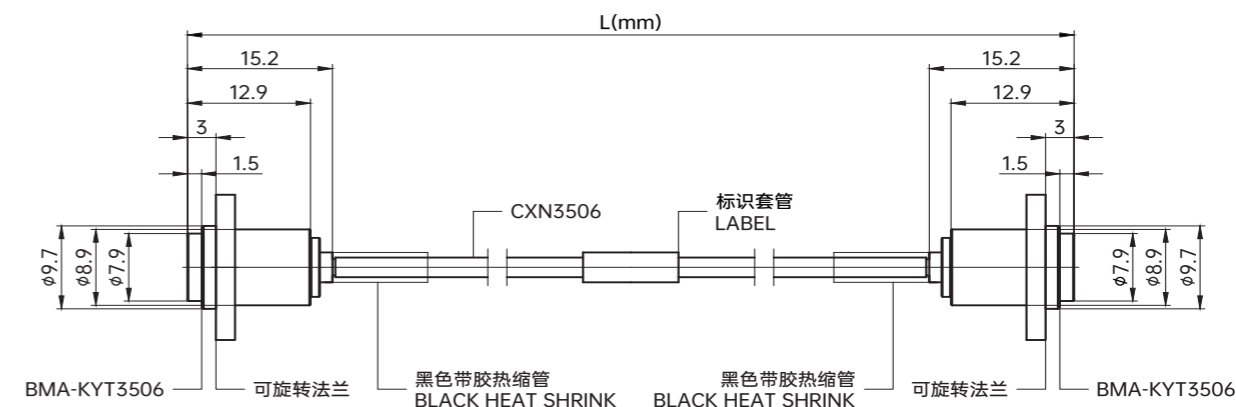 L(mm)
15.2
15.2
12.9
12.9
3
3
1.5
1.5
CXN3506
标识套管
LABEL
ϕ9.7
ϕ8.9
ϕ7.9
ϕ7.9
ϕ8.9
ϕ9.7
BMA-KYT3506
可旋转法兰
黑色带胶热缩管
BLACK HEAT SHRINK
黑色带胶热缩管
BLACK HEAT SHRINK
可旋转法兰
BMA-KYT3506